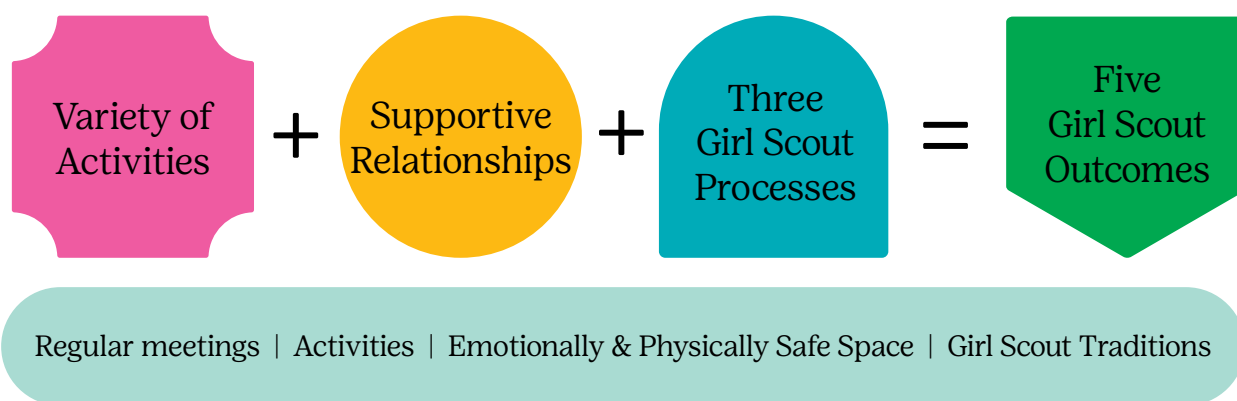 Variety of
Activities
+
Supportive
Relationships
+
Three
Girl Scout
Processes
=
Five
Girl Scout
Outcomes
Regular meetings | Activities | Emotionally & Physically Safe Space | Girl Scout Traditions